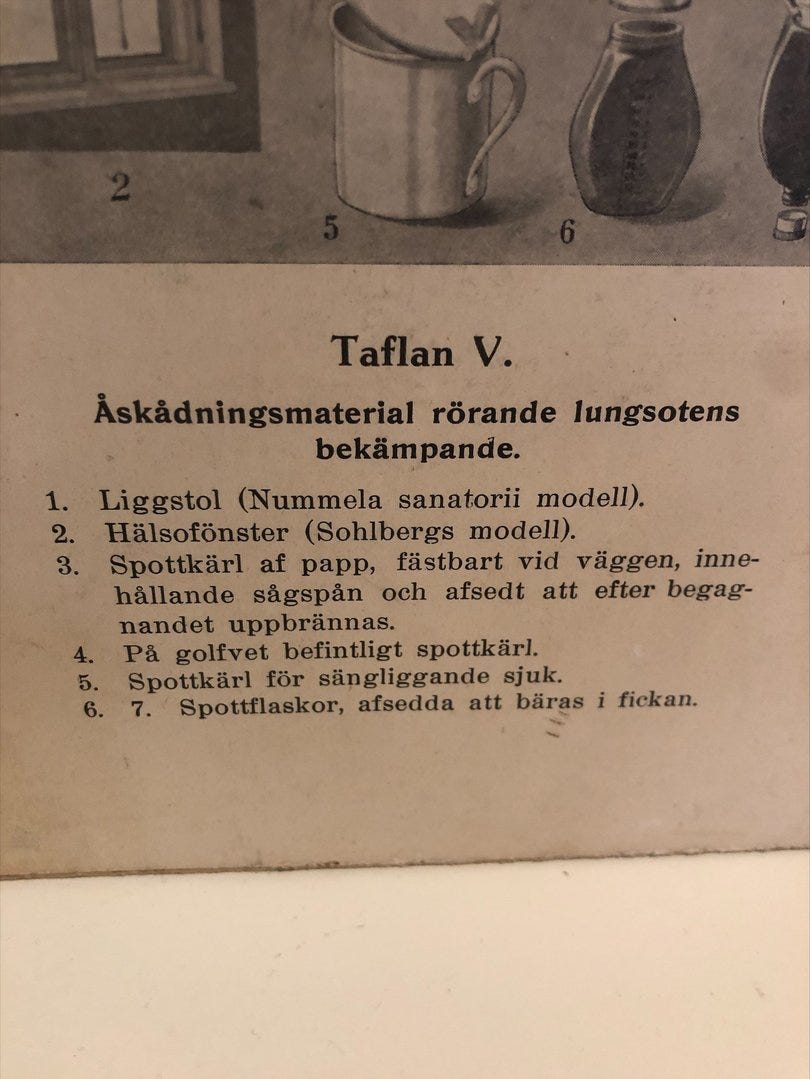 2
5
6
Taflan V.
Åskådningsmaterial rörande lungsotens
bekämpande.
1. Liggstol (Nummela sanatorii modell).
2. Hälsofönster (Sohlbergs modell).
3. Spottkärl af papp, fästbart vid väggen, inne-
hållande sågspån och afsedt att efter begag-
nandet uppbrännas.
4. På golfvet befintligt spottkärl.
5. Spottkärl för sängliggande sjuk.
6. 7. Spottflaskor, afsedda att bäras i fickan.